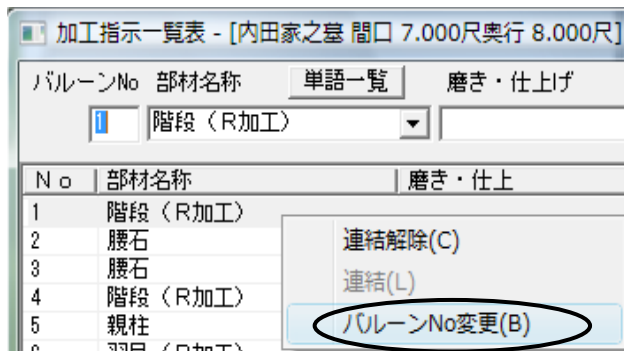 加工指示一覧表 - [内田家之墓 間口 7.000尺奥行 8.000尺]
バルーンNo 部材名称 単語一覧 磨き・仕上げ
1 階段（Ｒ加工）
Ｎｏ 部材名称 磨き・仕上
1 階段（Ｒ加工）
2 腰石
3 腰石
4 階段（Ｒ加工）
5 親柱
連結解除(C)
連結(L)
バルーンNo変更(B)